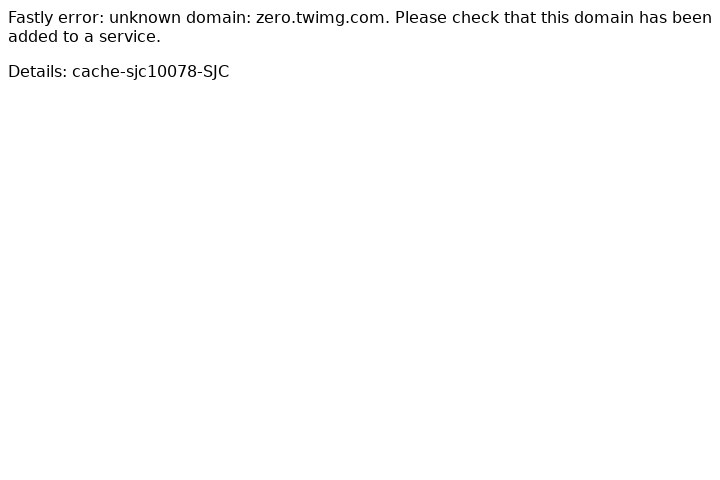 Fastly error: unknown domain: zero.twimg.com. Please check that this domain has been
added to a service.
Details: cache-sjc10078-SJC